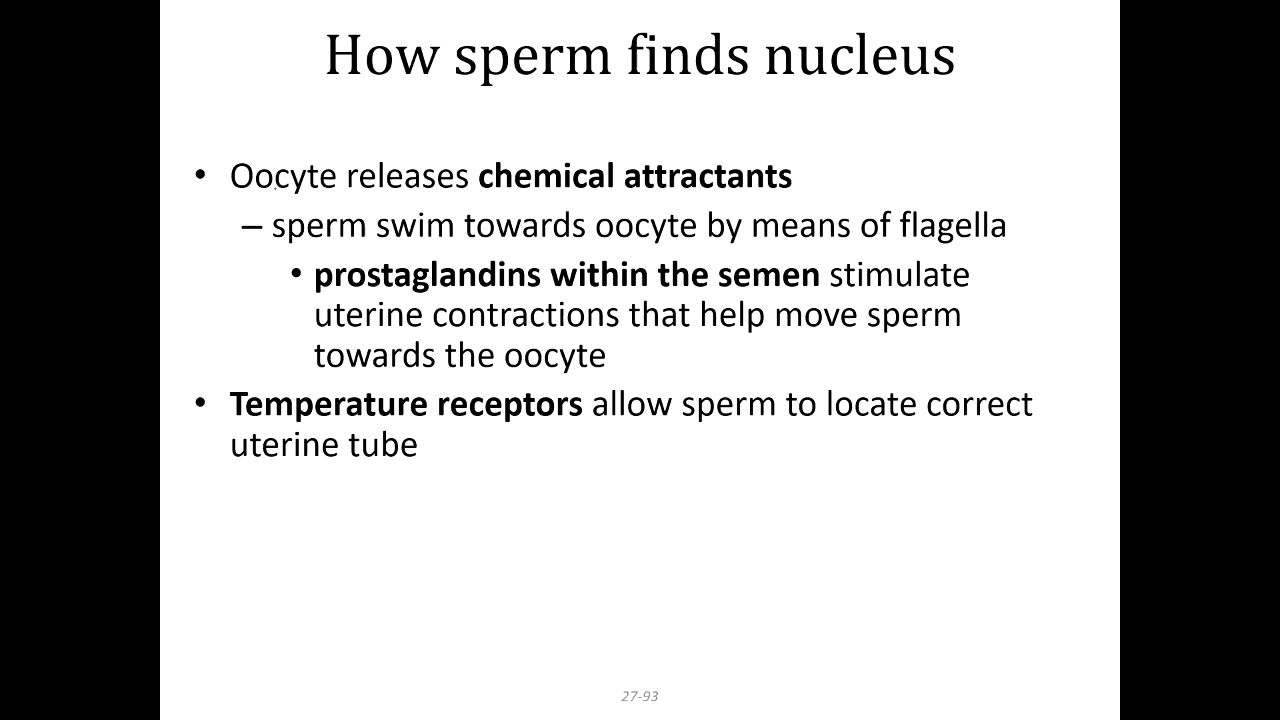 How sperm finds nucleus
• Oocyte releases chemical attractants
– sperm swim towards oocyte by means of flagella
• prostaglandins within the semen stimulate
uterine contractions that help move sperm
towards the oocyte
• Temperature receptors allow sperm to locate correct
uterine tube
27-93